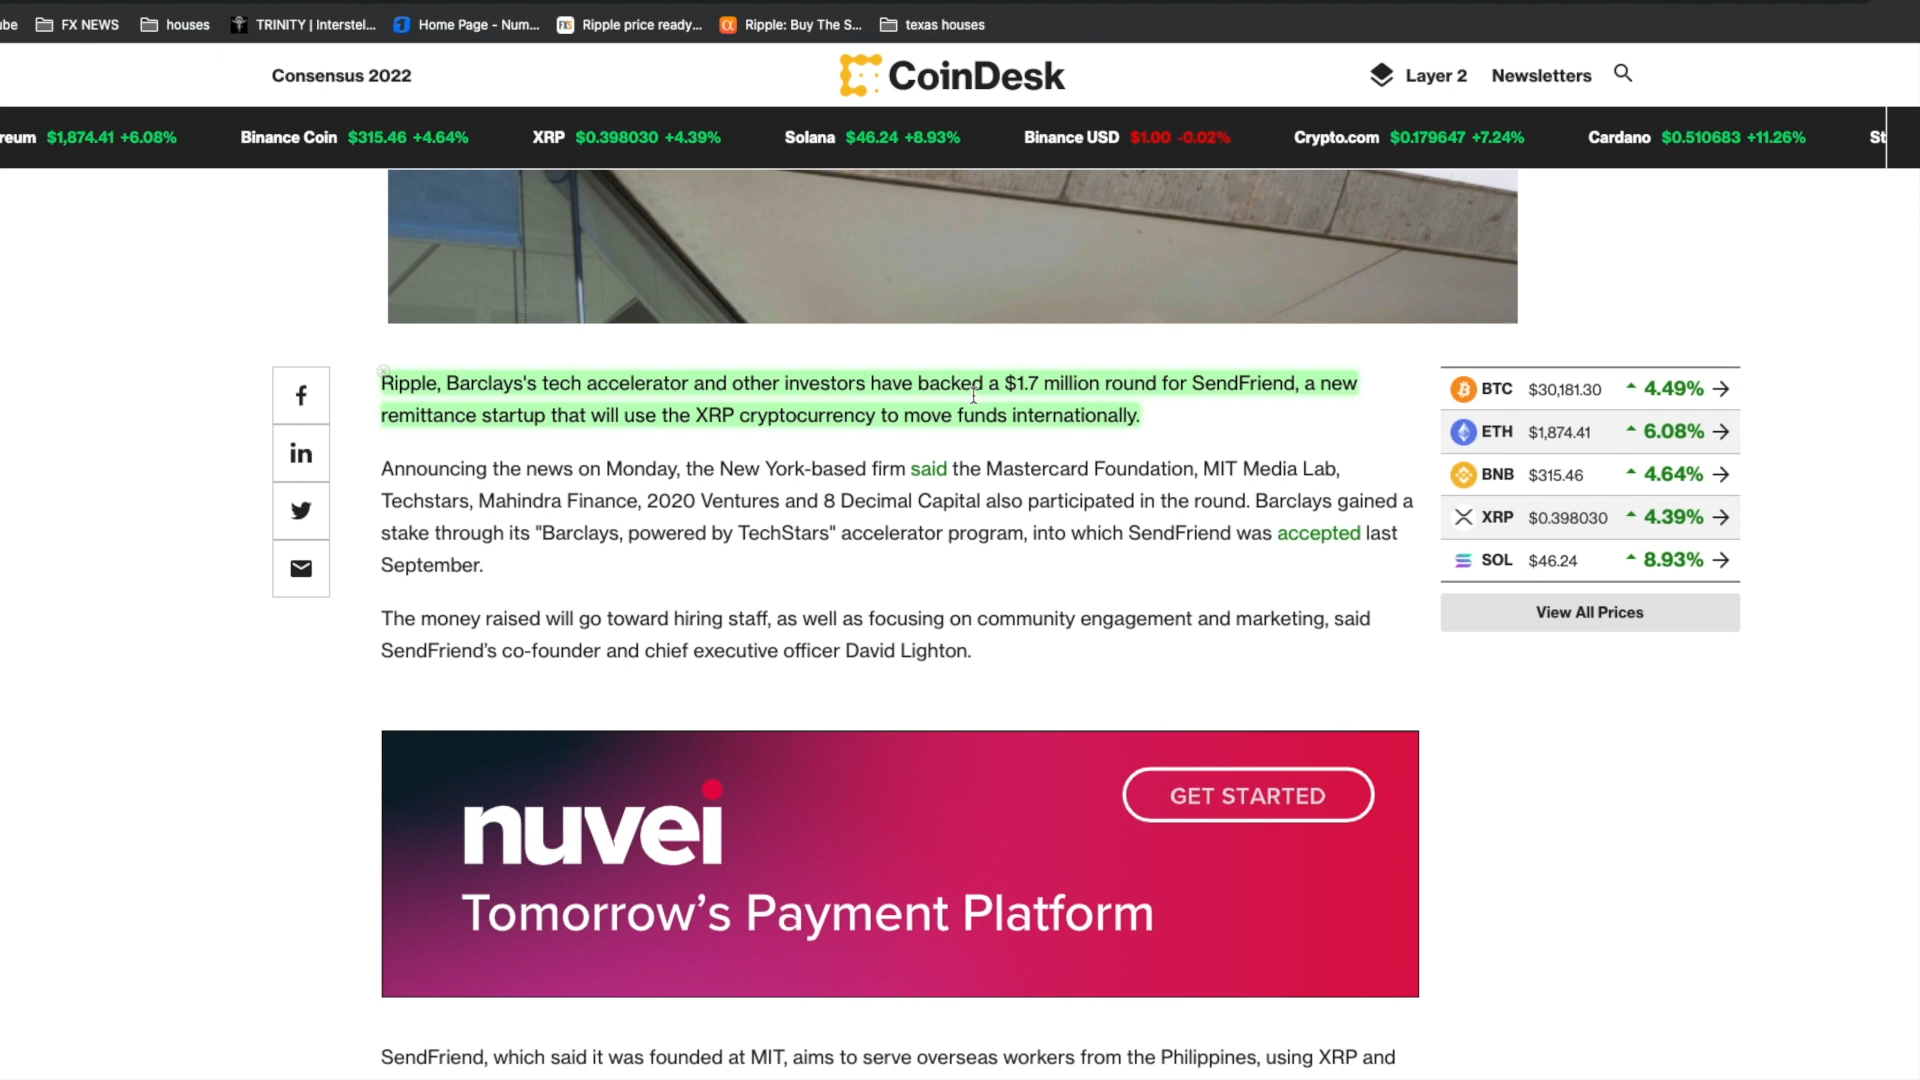 ube FX NEWS houses TRINITY | Interstel... Home Page - Num... FXS Ripple price ready... α Ripple: Buy The S... texas houses
Consensus 2022 CoinDesk Layer 2 Newsletters
reum $1,874.41 +6.08% Binance Coin $315.46 +4.64% XRP $0.398030 +4.39% Solana $46.24 +8.93% Binance USD $1.00 -0.02% Crypto.com $0.179647 +7.24% Cardano $0.510683 +11.26% St
Ripple, Barclays's tech accelerator and other investors have backed a $1.7 million round for SendFriend, a new
remittance startup that will use the XRP cryptocurrency to move funds internationally.
Announcing the news on Monday, the New York-based firm said the Mastercard Foundation, MIT Media Lab,
Techstars, Mahindra Finance, 2020 Ventures and 8 Decimal Capital also participated in the round. Barclays gained a
stake through its "Barclays, powered by TechStars" accelerator program, into which SendFriend was accepted last
September.
The money raised will go toward hiring staff, as well as focusing on community engagement and marketing, said
SendFriend's co-founder and chief executive officer David Lighton.
BTC $30,181.30 4.49%
ETH $1,874.41 6.08%
BNB $315.46 4.64%
XRP $0.398030 4.39%
SOL $46.24 8.93%
View All Prices
nuvei
GET STARTED
Tomorrow's Payment Platform
SendFriend, which said it was founded at MIT, aims to serve overseas workers from the Philippines, using XRP and